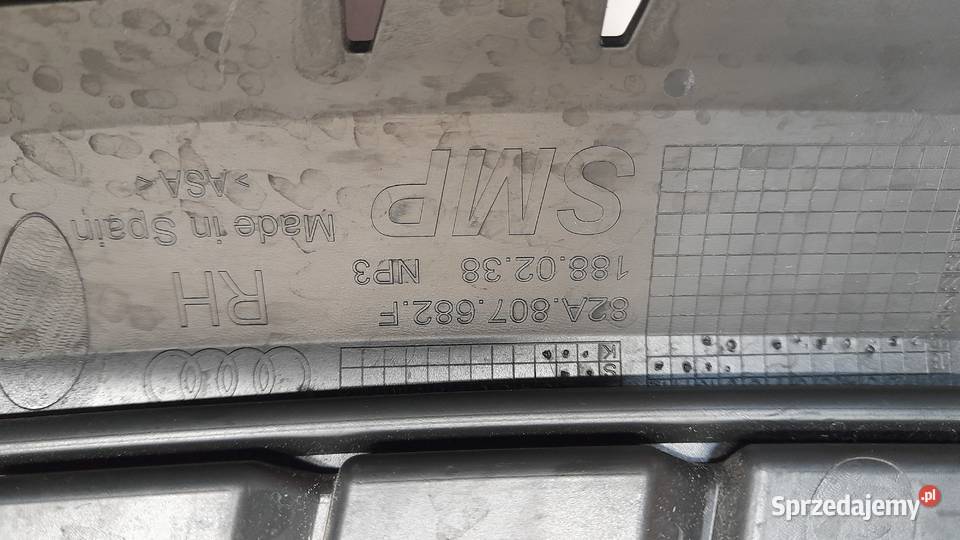 82A.807.682.F
188.02.38 NP3
SMP
RH
Made in Spain
>ASA<
S
K
Sprzedajemy.pl